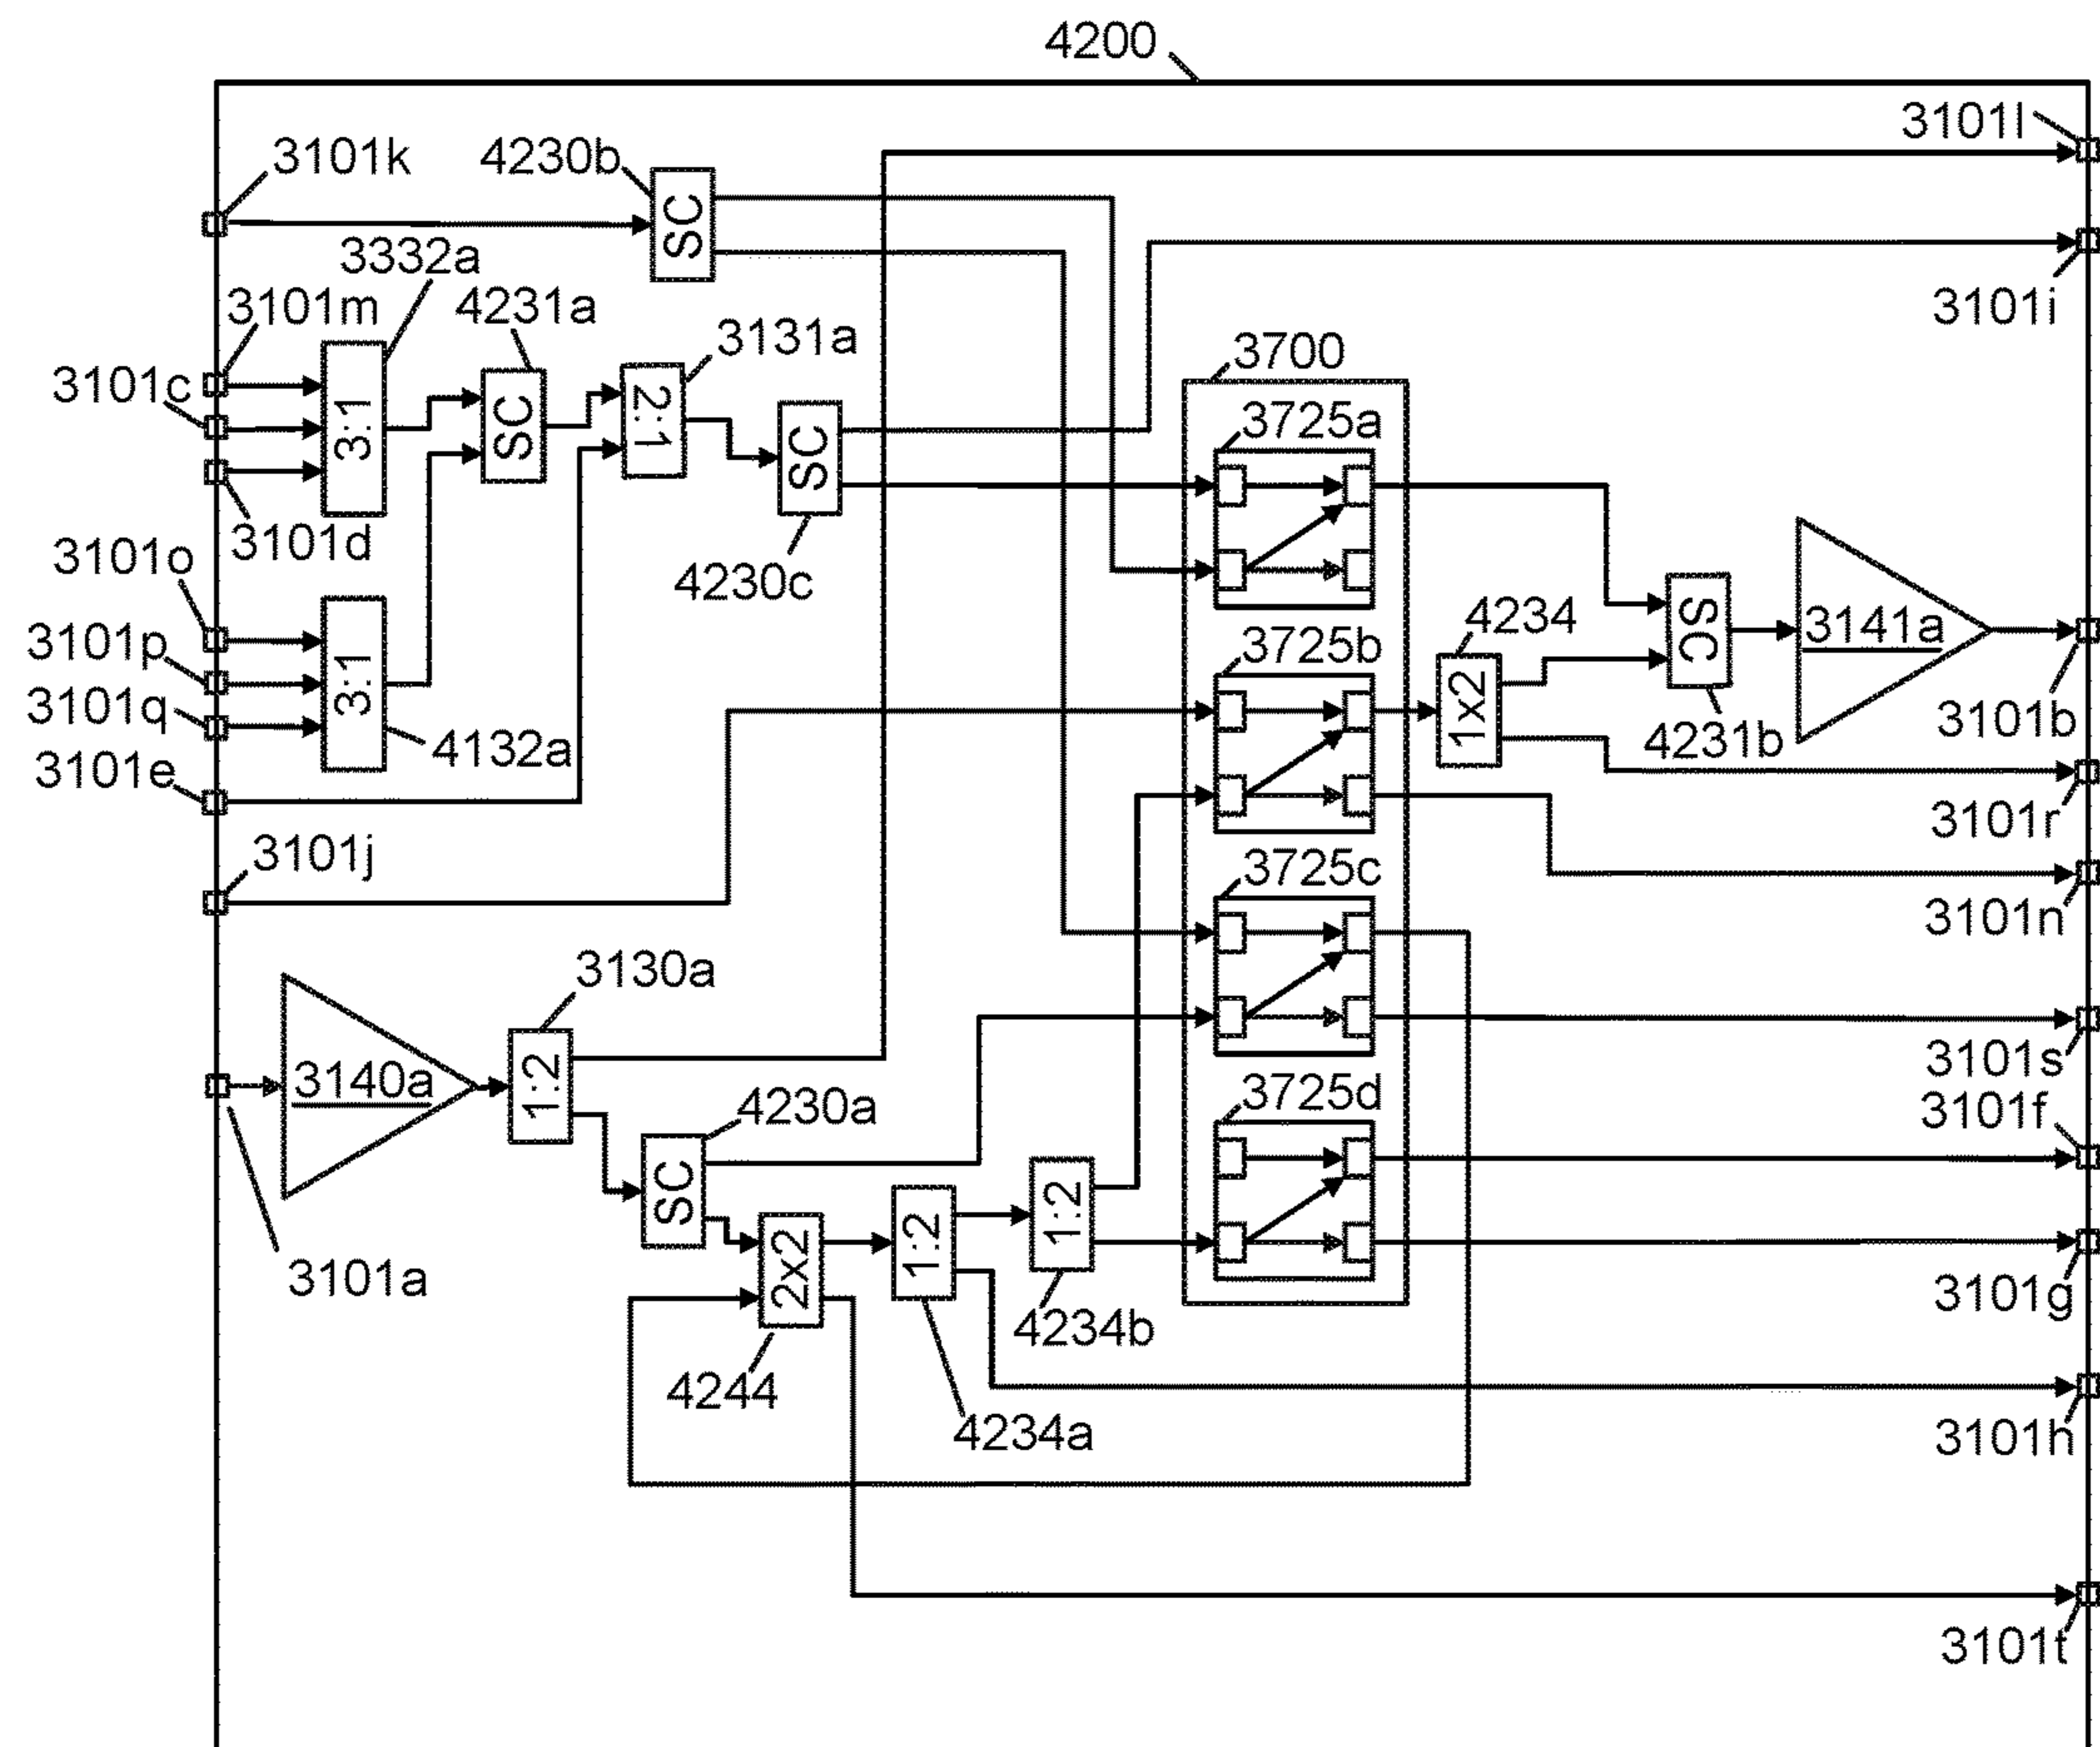 4200
3101l
3101k
4230b
SC
3332a
3101i
3101m
4231a
3131a
3700
3101c
3:1
SC
2:1
SC
3725a
3101d
3101o
4230c
4234
3141a
3101p
3:1
3725b
SC
3101q
1x2
3101b
4132a
4231b
3101e
3101r
3101j
3725c
3101n
3130a
3140a
1:2
3101s
4230a
3725d
3101f
SC
1:2
1:2
2x2
3101a
3101g
4234b
4244
4234a
3101h
3101t